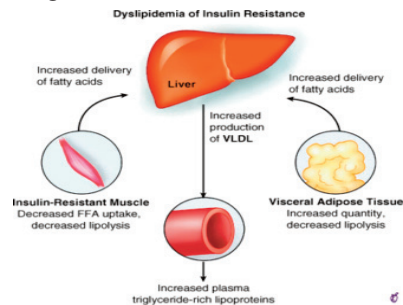 Dyslipidemia of Insulin Resistance
Increased delivery
of fatty acids
Liver
Increased delivery
of fatty acids
Increased
production
of VLDL
Insulin-Resistant Muscle
Decreased FFA uptake,
decreased lipolysis
Visceral Adipose Tissue
Increased quantity,
decreased lipolysis
Increased plasma
triglyceride-rich lipoproteins